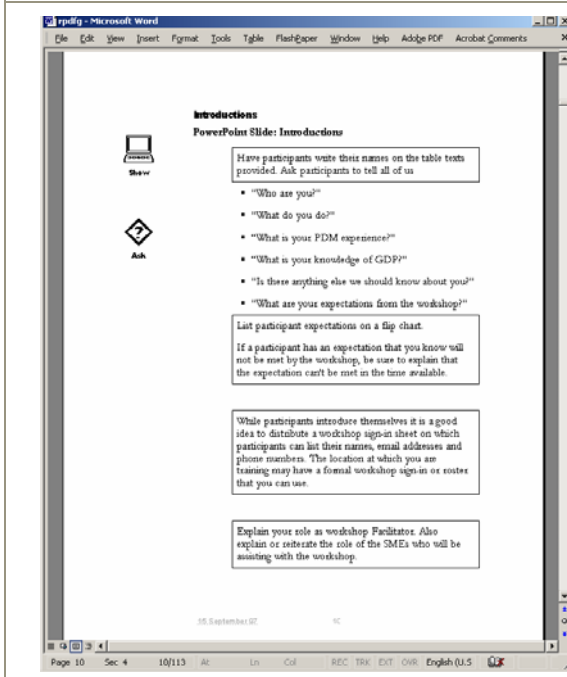 rpdfg - Microsoft Word
File Edit View Insert Format Tools Table FlashPaper Window Help Adobe PDF Acrobat Comments
Introductions
PowerPoint Slide: Introductions
Show
Have participants write their names on the table texts
provided. Ask participants to tell all of us
▪ "Who are you?"
▪ "What do you do?"
Ask
▪ "What is your PDM experience?"
▪ "What is your knowledge of GDP?"
▪ "Is there anything else we should know about you?"
▪ "What are your expectations from the workshop?"
List participant expectations on a flip chart.
If a participant has an expectation that you know will
not be met by the workshop, be sure to explain that
the expectation can't be met in the time available.
While participants introduce themselves it is a good
idea to distribute a workshop sign-in sheet on which
participants can list their names, email addresses and
phone numbers. The location at which you are
training may have a formal workshop sign-in or roster
that you can use.
Explain your role as workshop Facilitator. Also
explain or reiterate the role of the SMEs who will be
assisting with the workshop.
September 97
Page 10 Sec 4 10/113 At Ln Col REC TRK EXT OVR English (U.S